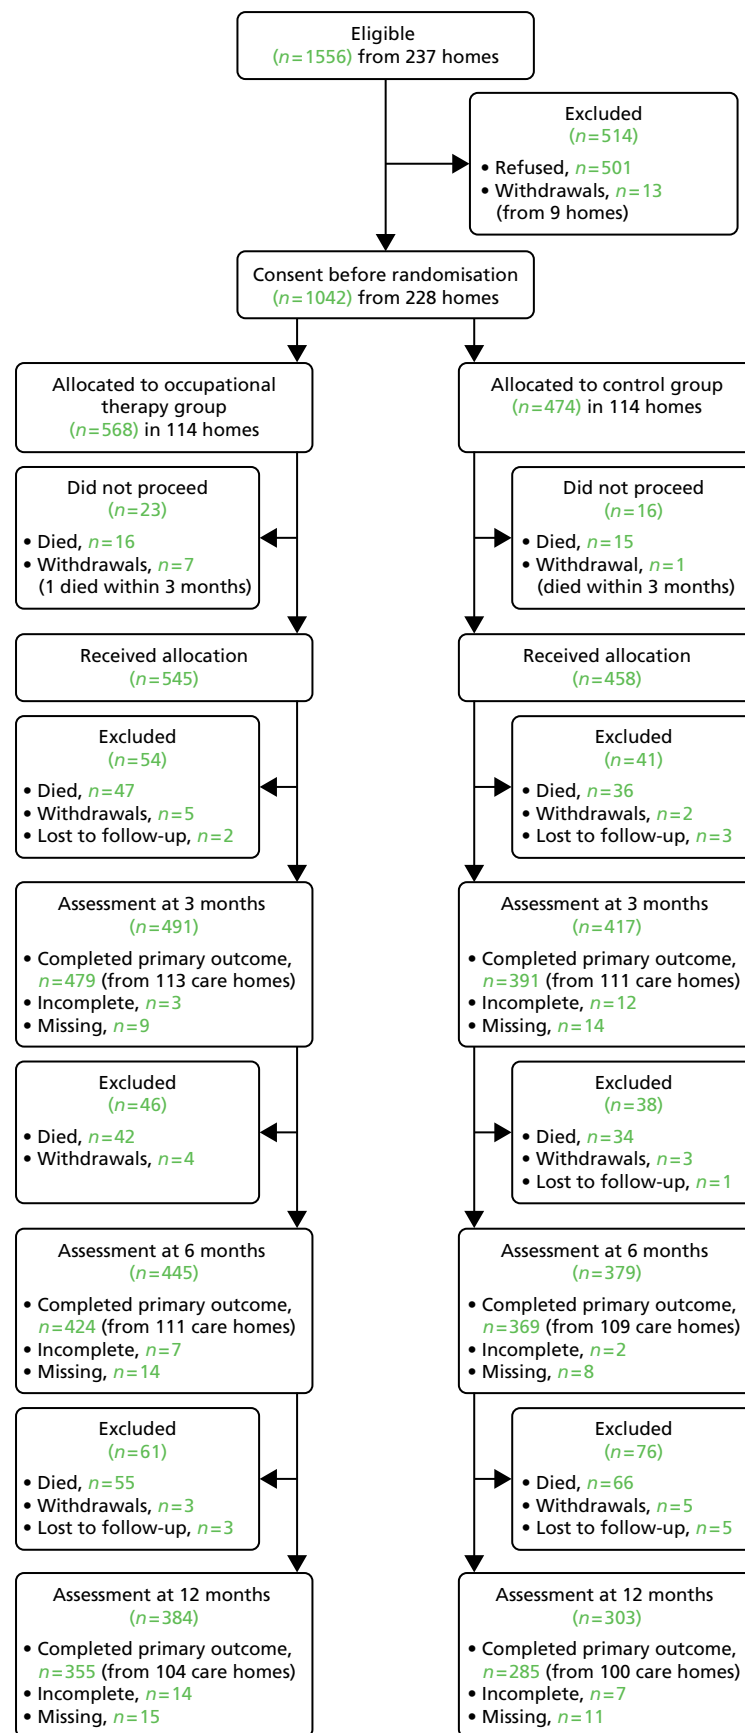 Eligible
(n=1556) from 237 homes
Excluded
(n=514)
• Refused, n=501
• Withdrawals, n=13
(from 9 homes)
Consent before randomisation
(n=1042) from 228 homes
Allocated to occupational
therapy group
(n=568) in 114 homes
Allocated to control group
(n=474) in 114 homes
Did not proceed
(n=23)
• Died, n=16
• Withdrawals, n=7
(1 died within 3 months)
Did not proceed
(n=16)
• Died, n=15
• Withdrawal, n=1
(died within 3 months)
Received allocation
(n=545)
Received allocation
(n=458)
Excluded
(n=54)
• Died, n=47
• Withdrawals, n=5
• Lost to follow-up, n=2
Excluded
(n=41)
• Died, n=36
• Withdrawals, n=2
• Lost to follow-up, n=3
Assessment at 3 months
(n=491)
• Completed primary outcome,
n=479 (from 113 care homes)
• Incomplete, n=3
• Missing, n=9
Assessment at 3 months
(n=417)
• Completed primary outcome,
n=391 (from 111 care homes)
• Incomplete, n=12
• Missing, n=14
Excluded
(n=46)
• Died, n=42
• Withdrawals, n=4
Excluded
(n=38)
• Died, n=34
• Withdrawals, n=3
• Lost to follow-up, n=1
Assessment at 6 months
(n=445)
• Completed primary outcome,
n=424 (from 111 care homes)
• Incomplete, n=7
• Missing, n=14
Assessment at 6 months
(n=379)
• Completed primary outcome,
n=369 (from 109 care homes)
• Incomplete, n=2
• Missing, n=8
Excluded
(n=61)
• Died, n=55
• Withdrawals, n=3
• Lost to follow-up, n=3
Excluded
(n=76)
• Died, n=66
• Withdrawals, n=5
• Lost to follow-up, n=5
Assessment at 12 months
(n=384)
• Completed primary outcome,
n=355 (from 104 care homes)
• Incomplete, n=14
• Missing, n=15
Assessment at 12 months
(n=303)
• Completed primary outcome,
n=285 (from 100 care homes)
• Incomplete, n=7
• Missing, n=11